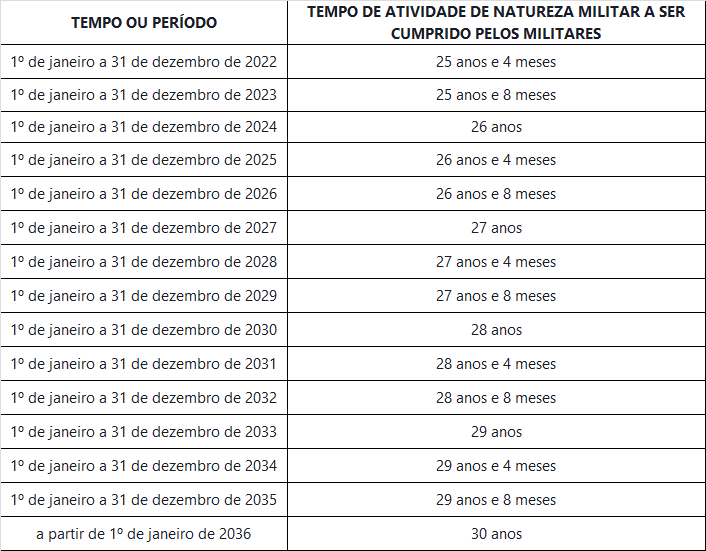 TEMPO OU PERÍODO
TEMPO DE ATIVIDADE DE NATUREZA MILITAR A SER
CUMPRIDO PELOS MILITARES
1º de janeiro a 31 de dezembro de 2022
25 anos e 4 meses
1º de janeiro a 31 de dezembro de 2023
25 anos e 8 meses
1º de janeiro a 31 de dezembro de 2024
26 anos
1º de janeiro a 31 de dezembro de 2025
26 anos e 4 meses
1º de janeiro a 31 de dezembro de 2026
26 anos e 8 meses
1º de janeiro a 31 de dezembro de 2027
27 anos
1º de janeiro a 31 de dezembro de 2028
27 anos e 4 meses
1º de janeiro a 31 de dezembro de 2029
27 anos e 8 meses
1º de janeiro a 31 de dezembro de 2030
28 anos
1º de janeiro a 31 de dezembro de 2031
28 anos e 4 meses
1º de janeiro a 31 de dezembro de 2032
28 anos e 8 meses
1º de janeiro a 31 de dezembro de 2033
29 anos
1º de janeiro a 31 de dezembro de 2034
29 anos e 4 meses
1º de janeiro a 31 de dezembro de 2035
29 anos e 8 meses
a partir de 1º de janeiro de 2036
30 anos